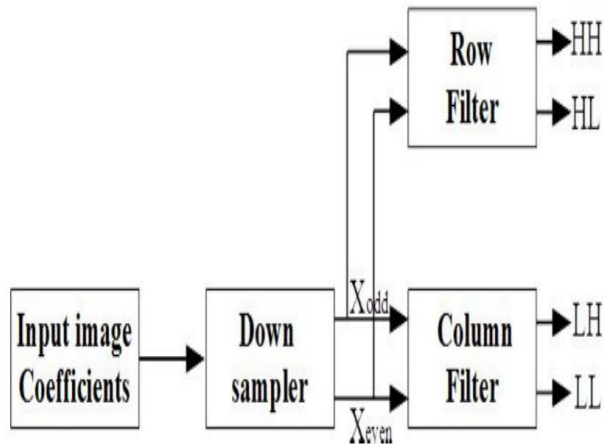 Row
Filter
HH
HL
Input image
Coefficients
Down
sampler
Xodd
Xeven
Column
Filter
LH
LL